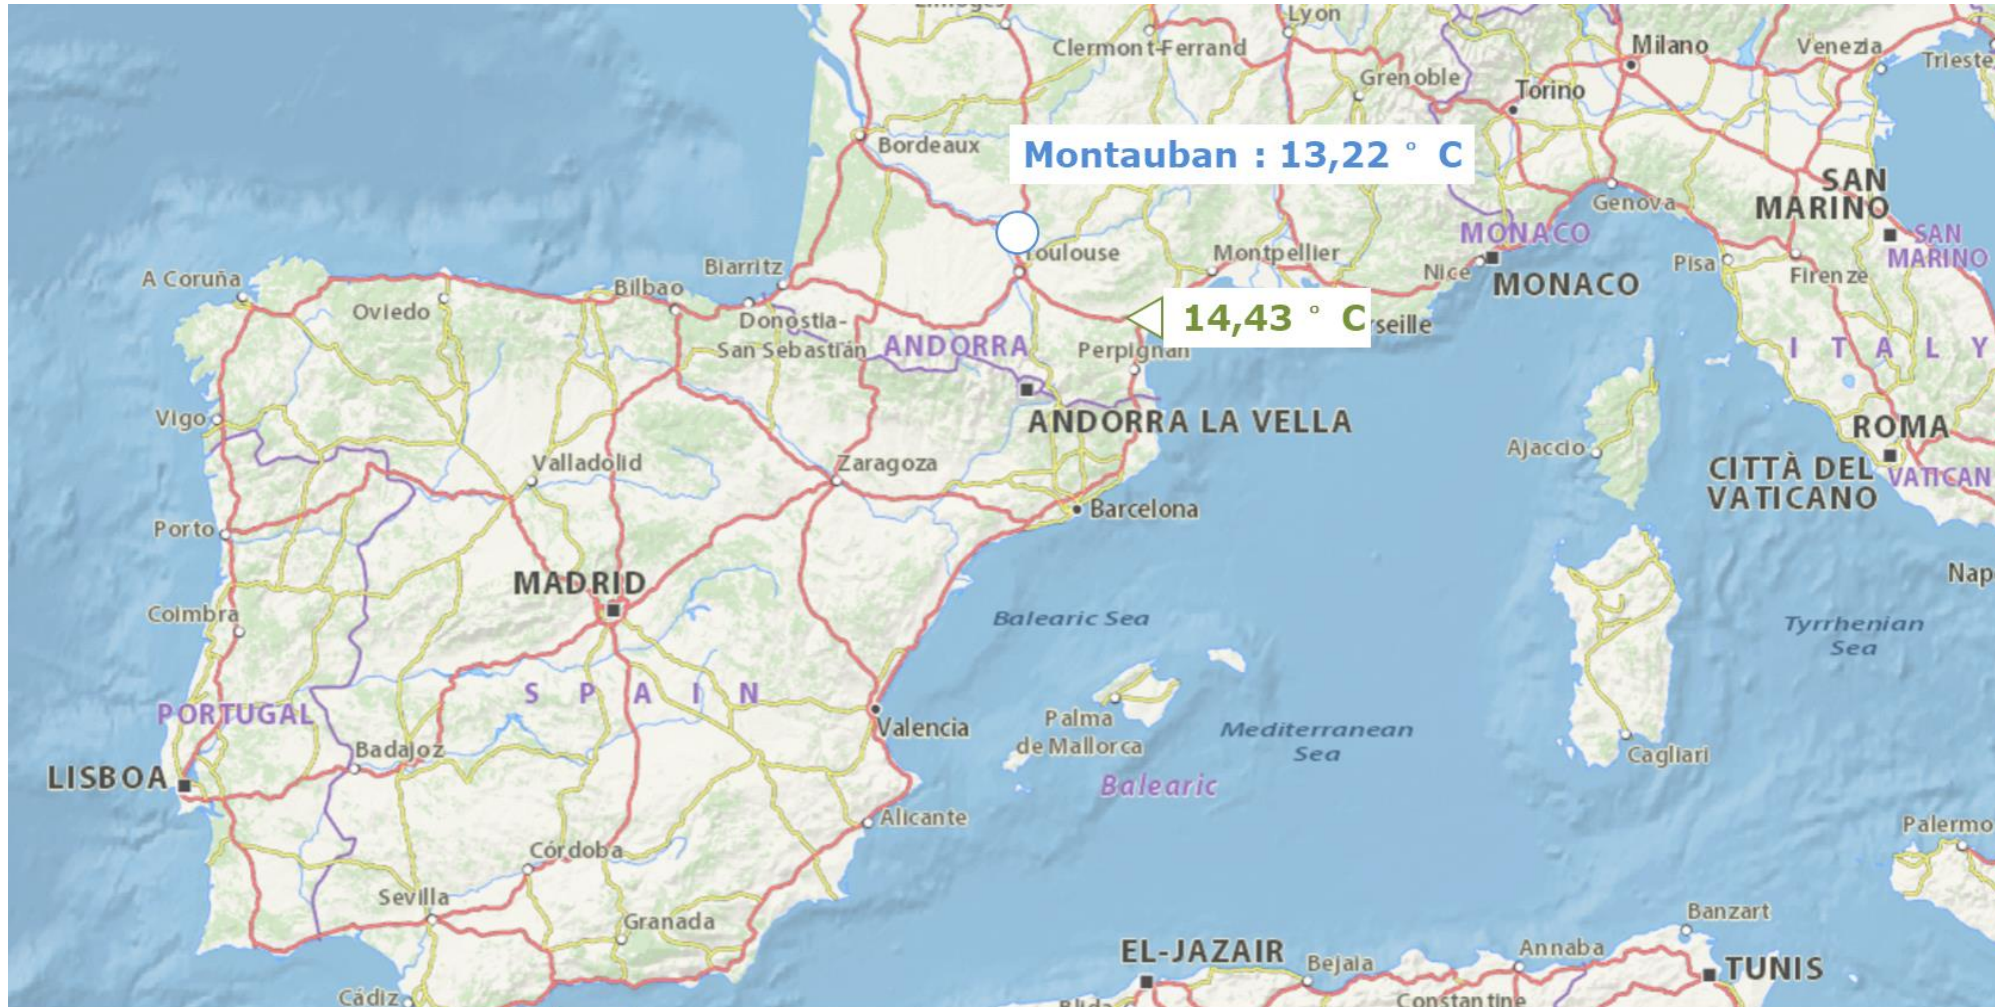 Lyon
Clermont-Ferrand
Milano
Venezia
Trieste
Grenoble
Torino
Bordeaux
Montauban : 13,22 ° C
SAN
MARINO
Genova
MONACO
SAN
MARINO
Toulouse
Montpellier
Nice
MONACO
Pisa
Firenze
A Coruña
Biarritz
Bilbao
Oviedo
Donostia-
San Sebastián
14,43 ° C
rseille
ANDORRA
Perpignan
I T A L Y
Vigo
ANDORRA LA VELLA
ROMA
Ajaccio
Valladolid
Zaragoza
CITTÀ DEL
VATICANO
VATICAN
Porto
Barcelona
MADRID
Nap
Coimbra
Balearic Sea
Tyrrhenian
Sea
S P A I N
PORTUGAL
Palma
de Mallorca
Valencia
Mediterranean
Sea
Badajoz
LISBOA
Cagliari
Balearic
Alicante
Palermo
Córdoba
Sevilla
Granada
Banzart
EL-JAZAIR
Bejaia
Annaba
TUNIS
Cádiz
Constantine